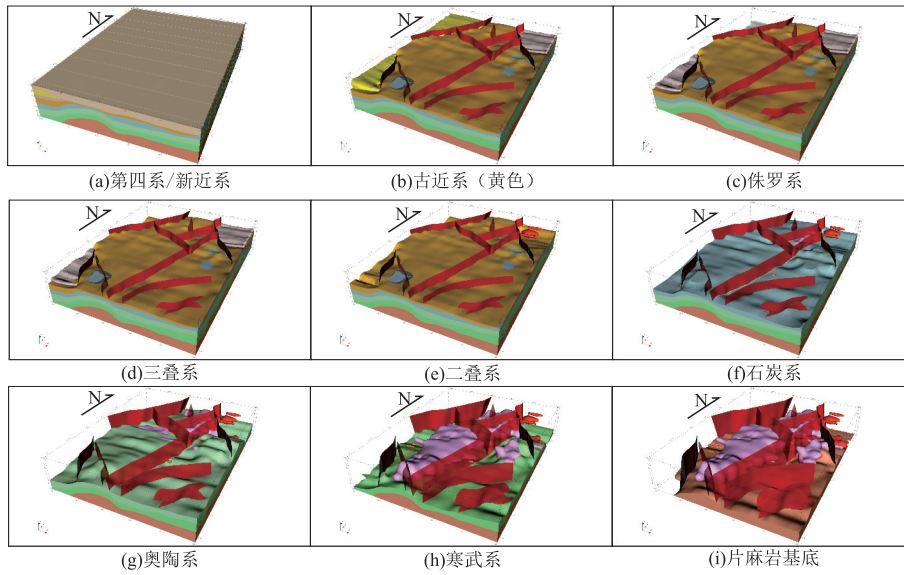 N
N
N
(a)第四系/新近系
(b)古近系（黄色）
(c)侏罗系
N
N
N
(d)三叠系
(e)二叠系
(f)石炭系
N
N
N
(g)奥陶系
(h)寒武系
(i)片麻岩基底